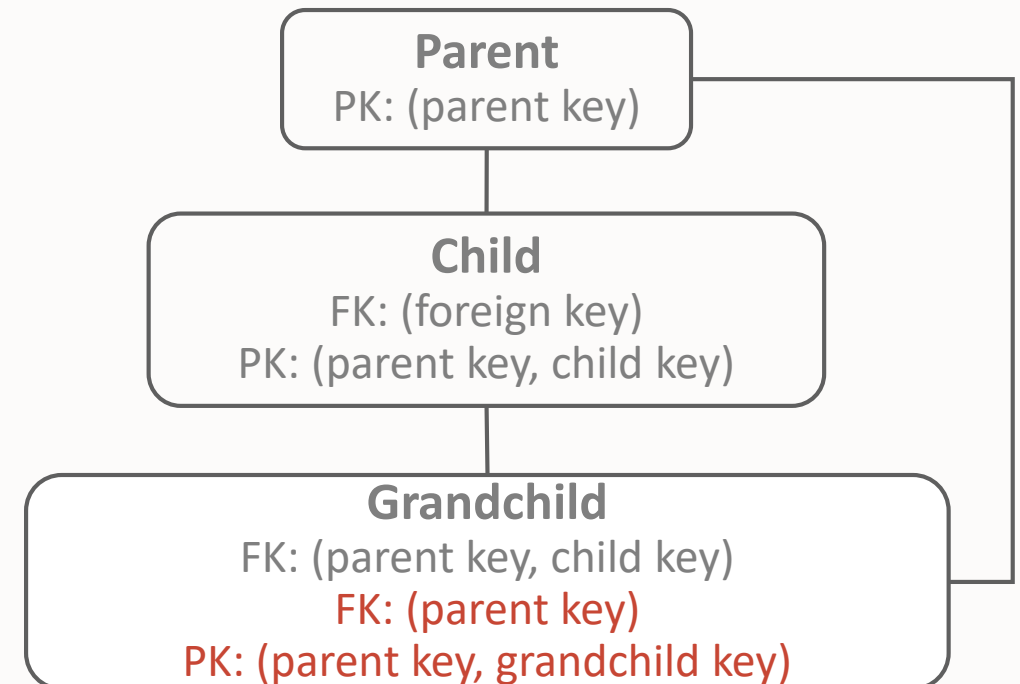 Parent
PK: (parent key)
Child
FK: (foreign key)
PK: (parent key, child key)
Grandchild
FK: (parent key, child key)
FK: (parent key)
PK: (parent key, grandchild key)